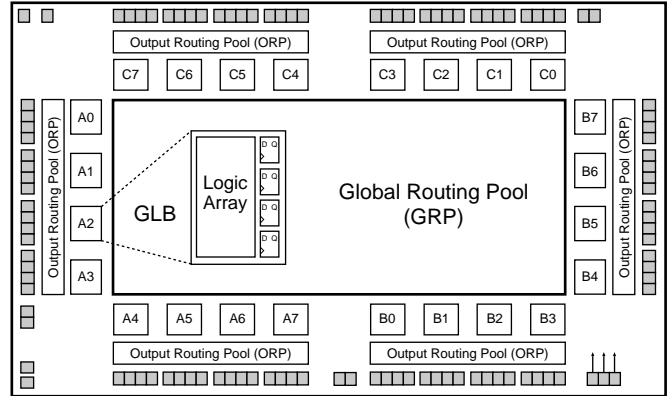 Output Routing Pool (ORP)
Output Routing Pool (ORP)
C7 C6 C5 C4
C3 C2 C1 C0
Output Routing Pool (ORP)
A0
A1
A2
A3
GLB
Logic
Array
D Q
D Q
D Q
D Q
Global Routing Pool
(GRP)
B7
B6
B5
B4
Output Routing Pool (ORP)
A4 A5 A6 A7
B0 B1 B2 B3
Output Routing Pool (ORP)
Output Routing Pool (ORP)